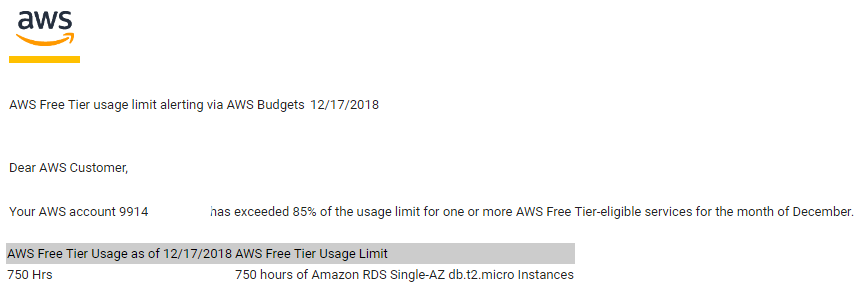 aws
AWS Free Tier usage limit alerting via AWS Budgets 12/17/2018
Dear AWS Customer,
Your AWS account 9914 has exceeded 85% of the usage limit for one or more AWS Free Tier-eligible services for the month of December.
AWS Free Tier Usage as of 12/17/2018 AWS Free Tier Usage Limit
750 Hrs 750 hours of Amazon RDS Single-AZ db.t2.micro Instances